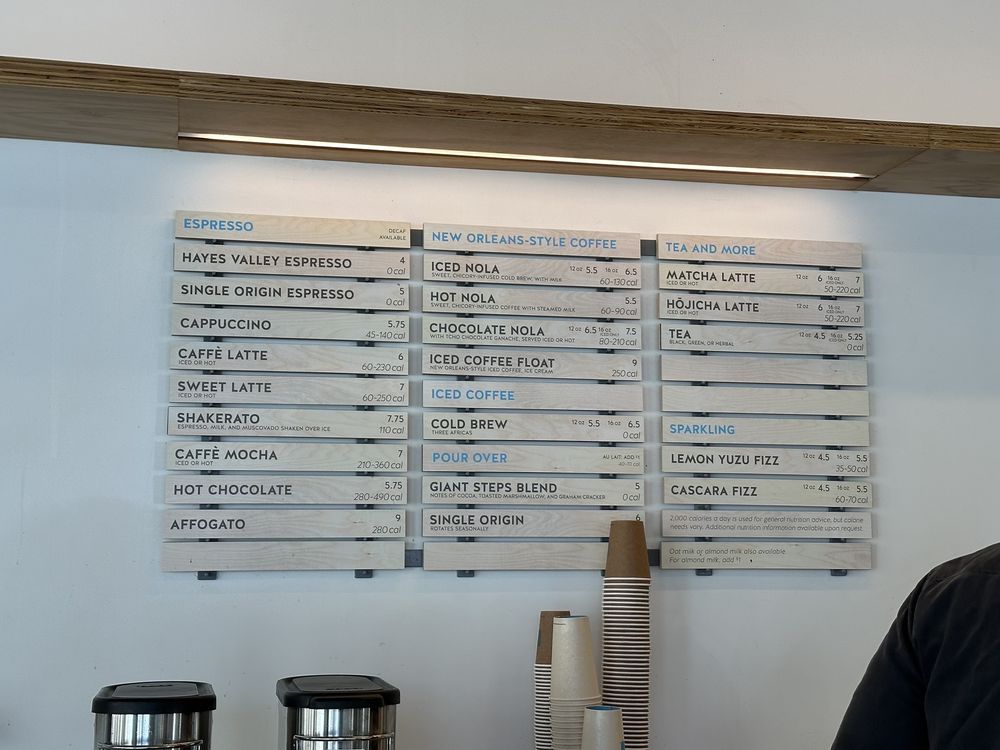 ESPRESSO DECAF AVAILABLE
HAYES VALLEY ESPRESSO 4
0 cal
SINGLE ORIGIN ESPRESSO 5
0 cal
CAPPUCCINO 5.75
45-140 cal
CAFFÈ LATTE 6
ICED OR HOT 60-230 cal
SWEET LATTE 7
ICED OR HOT 60-250 cal
SHAKERATO 7.75
ESPRESSO, MILK, AND MUSCOVADO SHAKEN OVER ICE 110 cal
CAFFÈ MOCHA 7
ICED OR HOT 210-360 cal
HOT CHOCOLATE 5.75
280-490 cal
AFFOGATO 9
280 cal
NEW ORLEANS-STYLE COFFEE
ICED NOLA 12 oz 5.5 16 oz 6.5
SWEET, CHICORY-INFUSED COLD BREW, WITH MILK 60-130 cal
HOT NOLA 5.5
SWEET, CHICORY-INFUSED COFFEE WITH STEAMED MILK 60-90 cal
CHOCOLATE NOLA 12 oz 6.5 16 oz 7.5
ICED ONLY
WITH TCHO CHOCOLATE GANACHE, SERVED ICED OR HOT 80-210 cal
ICED COFFEE FLOAT 9
NEW ORLEANS-STYLE ICED COFFEE, ICE CREAM 250 cal
ICED COFFEE
COLD BREW 12 oz 5.5 16 oz 6.5
THREE AFRICAS 0 cal
POUR OVER AU LAIT: ADD $1
GIANT STEPS BLEND 5
NOTES OF COCOA, TOASTED MARSHMALLOW, AND GRAHAM CRACKER 0 cal
SINGLE ORIGIN 6
ROTATES SEASONALLY
TEA AND MORE
MATCHA LATTE 12 oz 6 16 oz 7
ICED ONLY
50-220 cal
HŌJICHA LATTE 12 oz 6 16 oz 7
ICED ONLY
50-220 cal
TEA 12 oz 4.5 16 oz 5.25
ICED ONLY
BLACK, GREEN, OR HERBAL 0 cal
SPARKLING
LEMON YUZU FIZZ 12 oz 4.5 16 oz 5.5
35-50 cal
CASCARA FIZZ 12 oz 4.5 16 oz 5.5
60-70 cal
2,000 calories a day is used for general nutrition advice, but calorie
needs vary. Additional nutrition information available upon request.
Oat milk or almond milk also available.
For almond milk, add $1